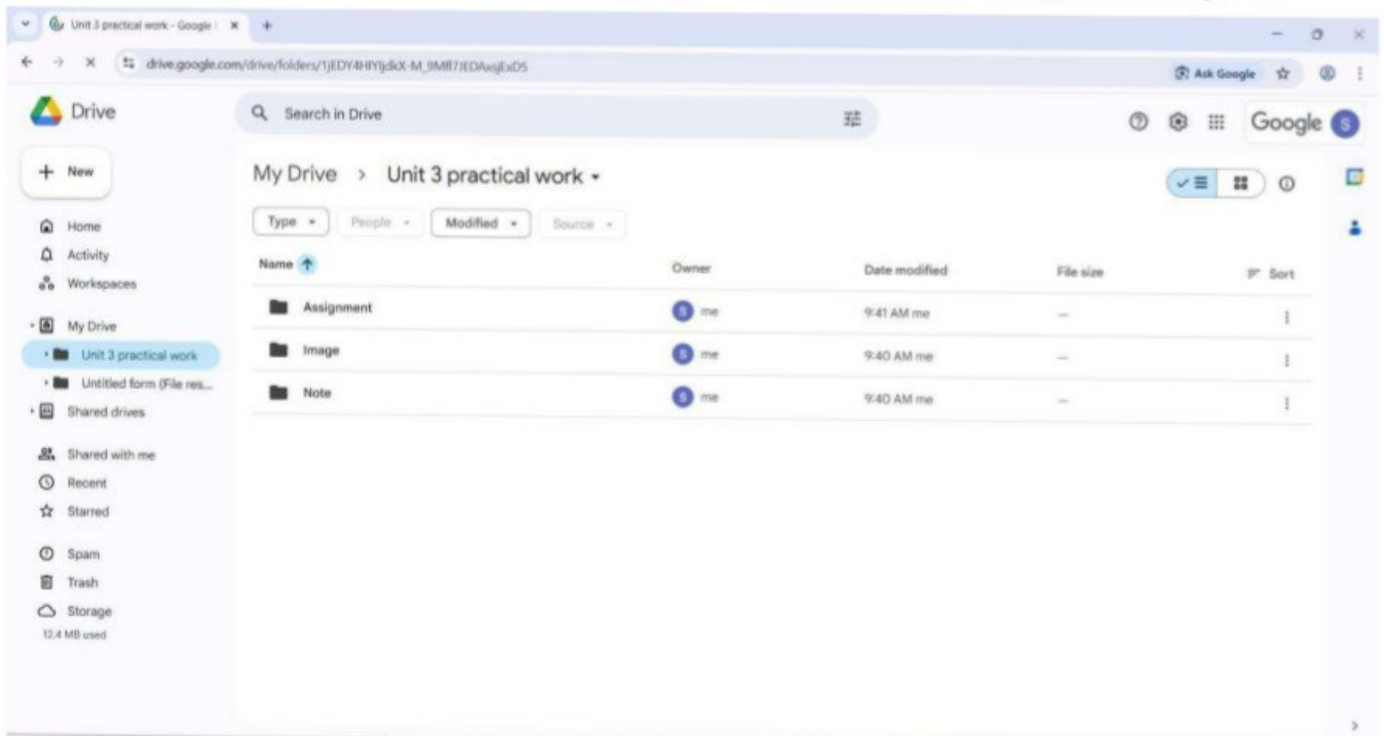 Unit 3 practical work - Google
drive.google.com/drive/folders/
Ask Google
Drive
Search in Drive
Google S
New
My Drive > Unit 3 practical work
Type People Modified Source
Home
Activity
Workspaces
My Drive
Unit 3 practical work
Untitled form (File res...
Shared drives
Shared with me
Recent
Starred
Spam
Trash
Storage
12.4 MB used
Name Owner Date modified File size Sort
Assignment S me 9:41 AM me —
Image S me 9:40 AM me —
Note S me 9:40 AM me —